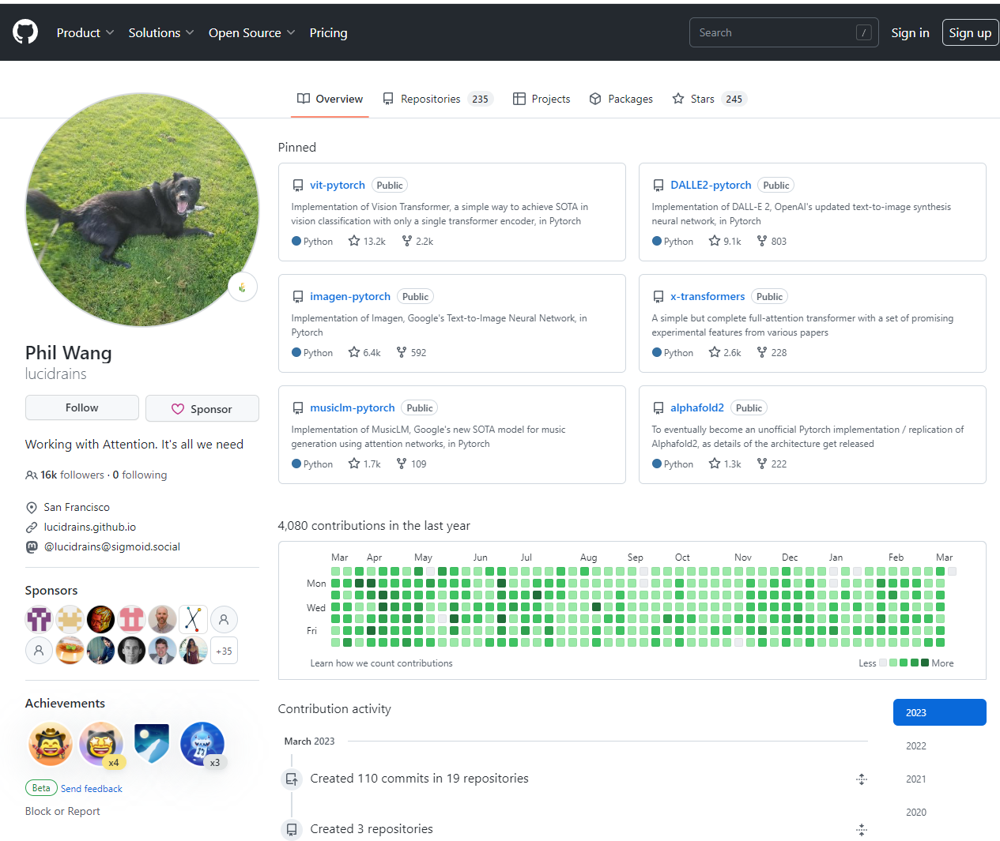 Product Solutions Open Source Pricing Search / Sign in Sign up
Overview Repositories 235 Projects Packages Stars 245
Phil Wang
lucidrains
Follow Sponsor
Working with Attention. It's all we need
16k followers · 0 following
San Francisco
lucidrains.github.io
@lucidrains@sigmoid.social
Sponsors
+35
Achievements
x4 x3
Beta Send feedback
Block or Report
Pinned
vit-pytorch Public
Implementation of Vision Transformer, a simple way to achieve SOTA in
vision classification with only a single transformer encoder, in Pytorch
Python 13.2k 2.2k
DALLE2-pytorch Public
Implementation of DALL-E 2, OpenAI's updated text-to-image synthesis
neural network, in Pytorch
Python 9.1k 803
imagen-pytorch Public
Implementation of Imagen, Google's Text-to-Image Neural Network, in
Pytorch
Python 6.4k 592
x-transformers Public
A simple but complete full-attention transformer with a set of promising
experimental features from various papers
Python 2.6k 228
musiclm-pytorch Public
Implementation of MusicLM, Google's new SOTA model for music
generation using attention networks, in Pytorch
Python 1.7k 109
alphafold2 Public
To eventually become an unofficial Pytorch implementation / replication of
Alphafold2, as details of the architecture get released
Python 1.3k 222
4,080 contributions in the last year
Mar Apr May Jun Jul Aug Sep Oct Nov Dec Jan Feb Mar
Mon
Wed
Fri
Learn how we count contributions Less More
Contribution activity
March 2023
Created 110 commits in 19 repositories
Created 3 repositories
2023
2022
2021
2020